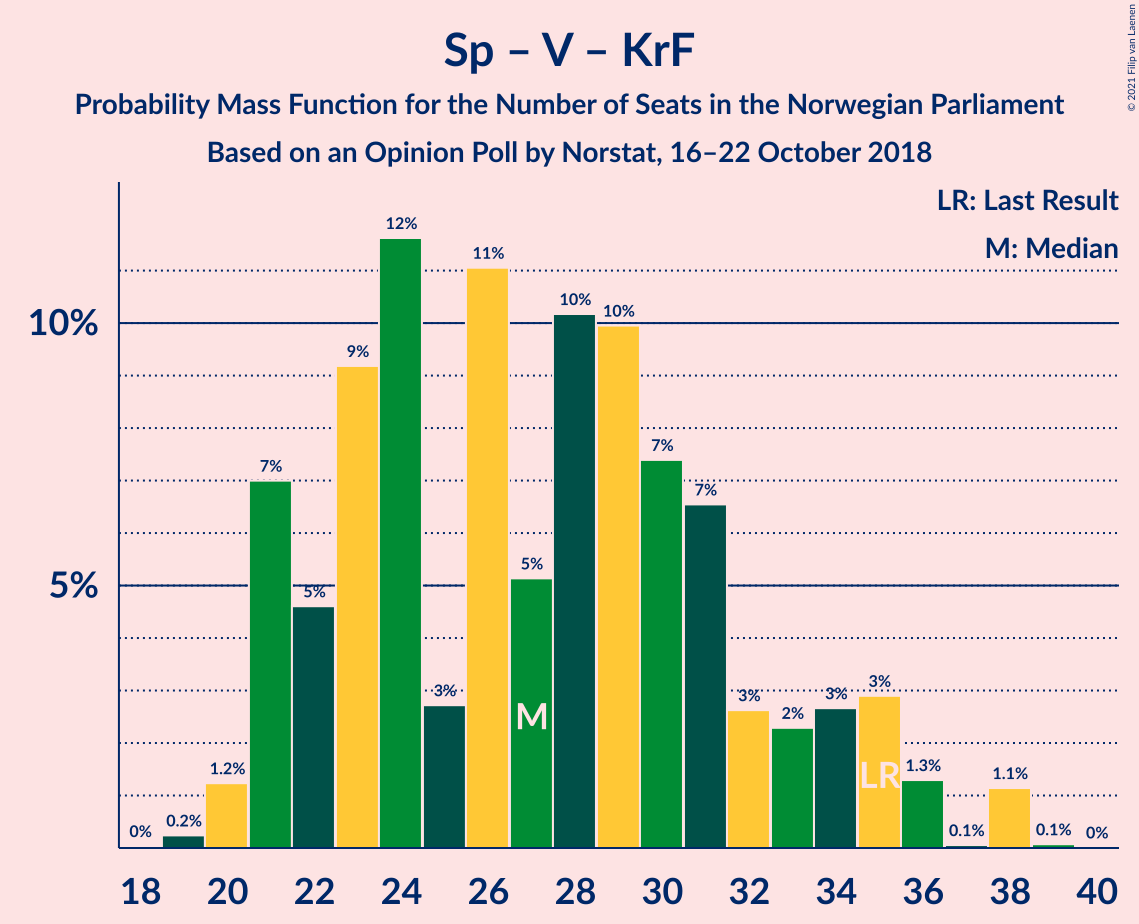 Sp – V – KrF
Probability Mass Function for the Number of Seats in the Norwegian Parliament
Based on an Opinion Poll by Norstat, 16–22 October 2018
© 2021 Filip van Laenen
LR: Last Result
M: Median
10%
5%
0%
0.2%
1.2%
7%
5%
9%
12%
3%
11%
5%
10%
10%
7%
7%
3%
2%
3%
3%
1.3%
0.1%
1.1%
0.1%
0%
M
LR
18 20 22 24 26 28 30 32 34 36 38 40